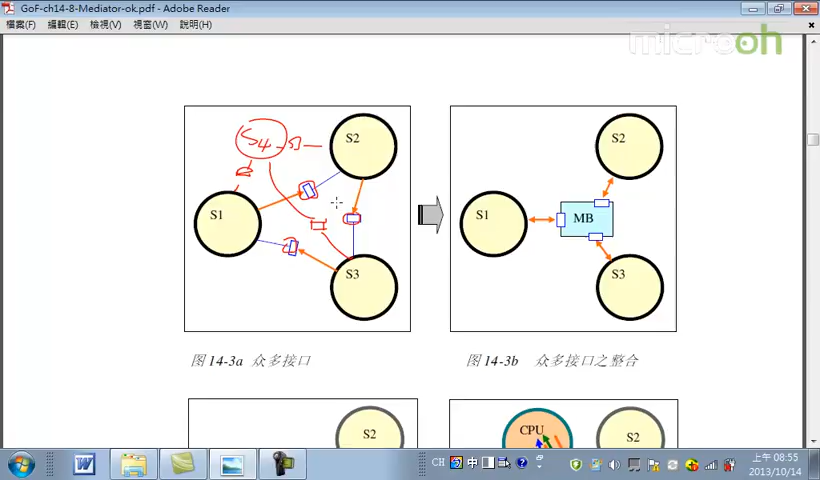 GoF-ch14-8-Mediator-ok.pdf - Adobe Reader
檔案(F) 編輯(E) 檢視(V) 視窗(W) 說明(H)
microoh
S4
S2
S1
S3
S2
S1
MB
S3
图 14-3a 众多接口
图 14-3b 众多接口之整合
S2
CPU
S2
CH
中
上午 08:55
2013/10/14